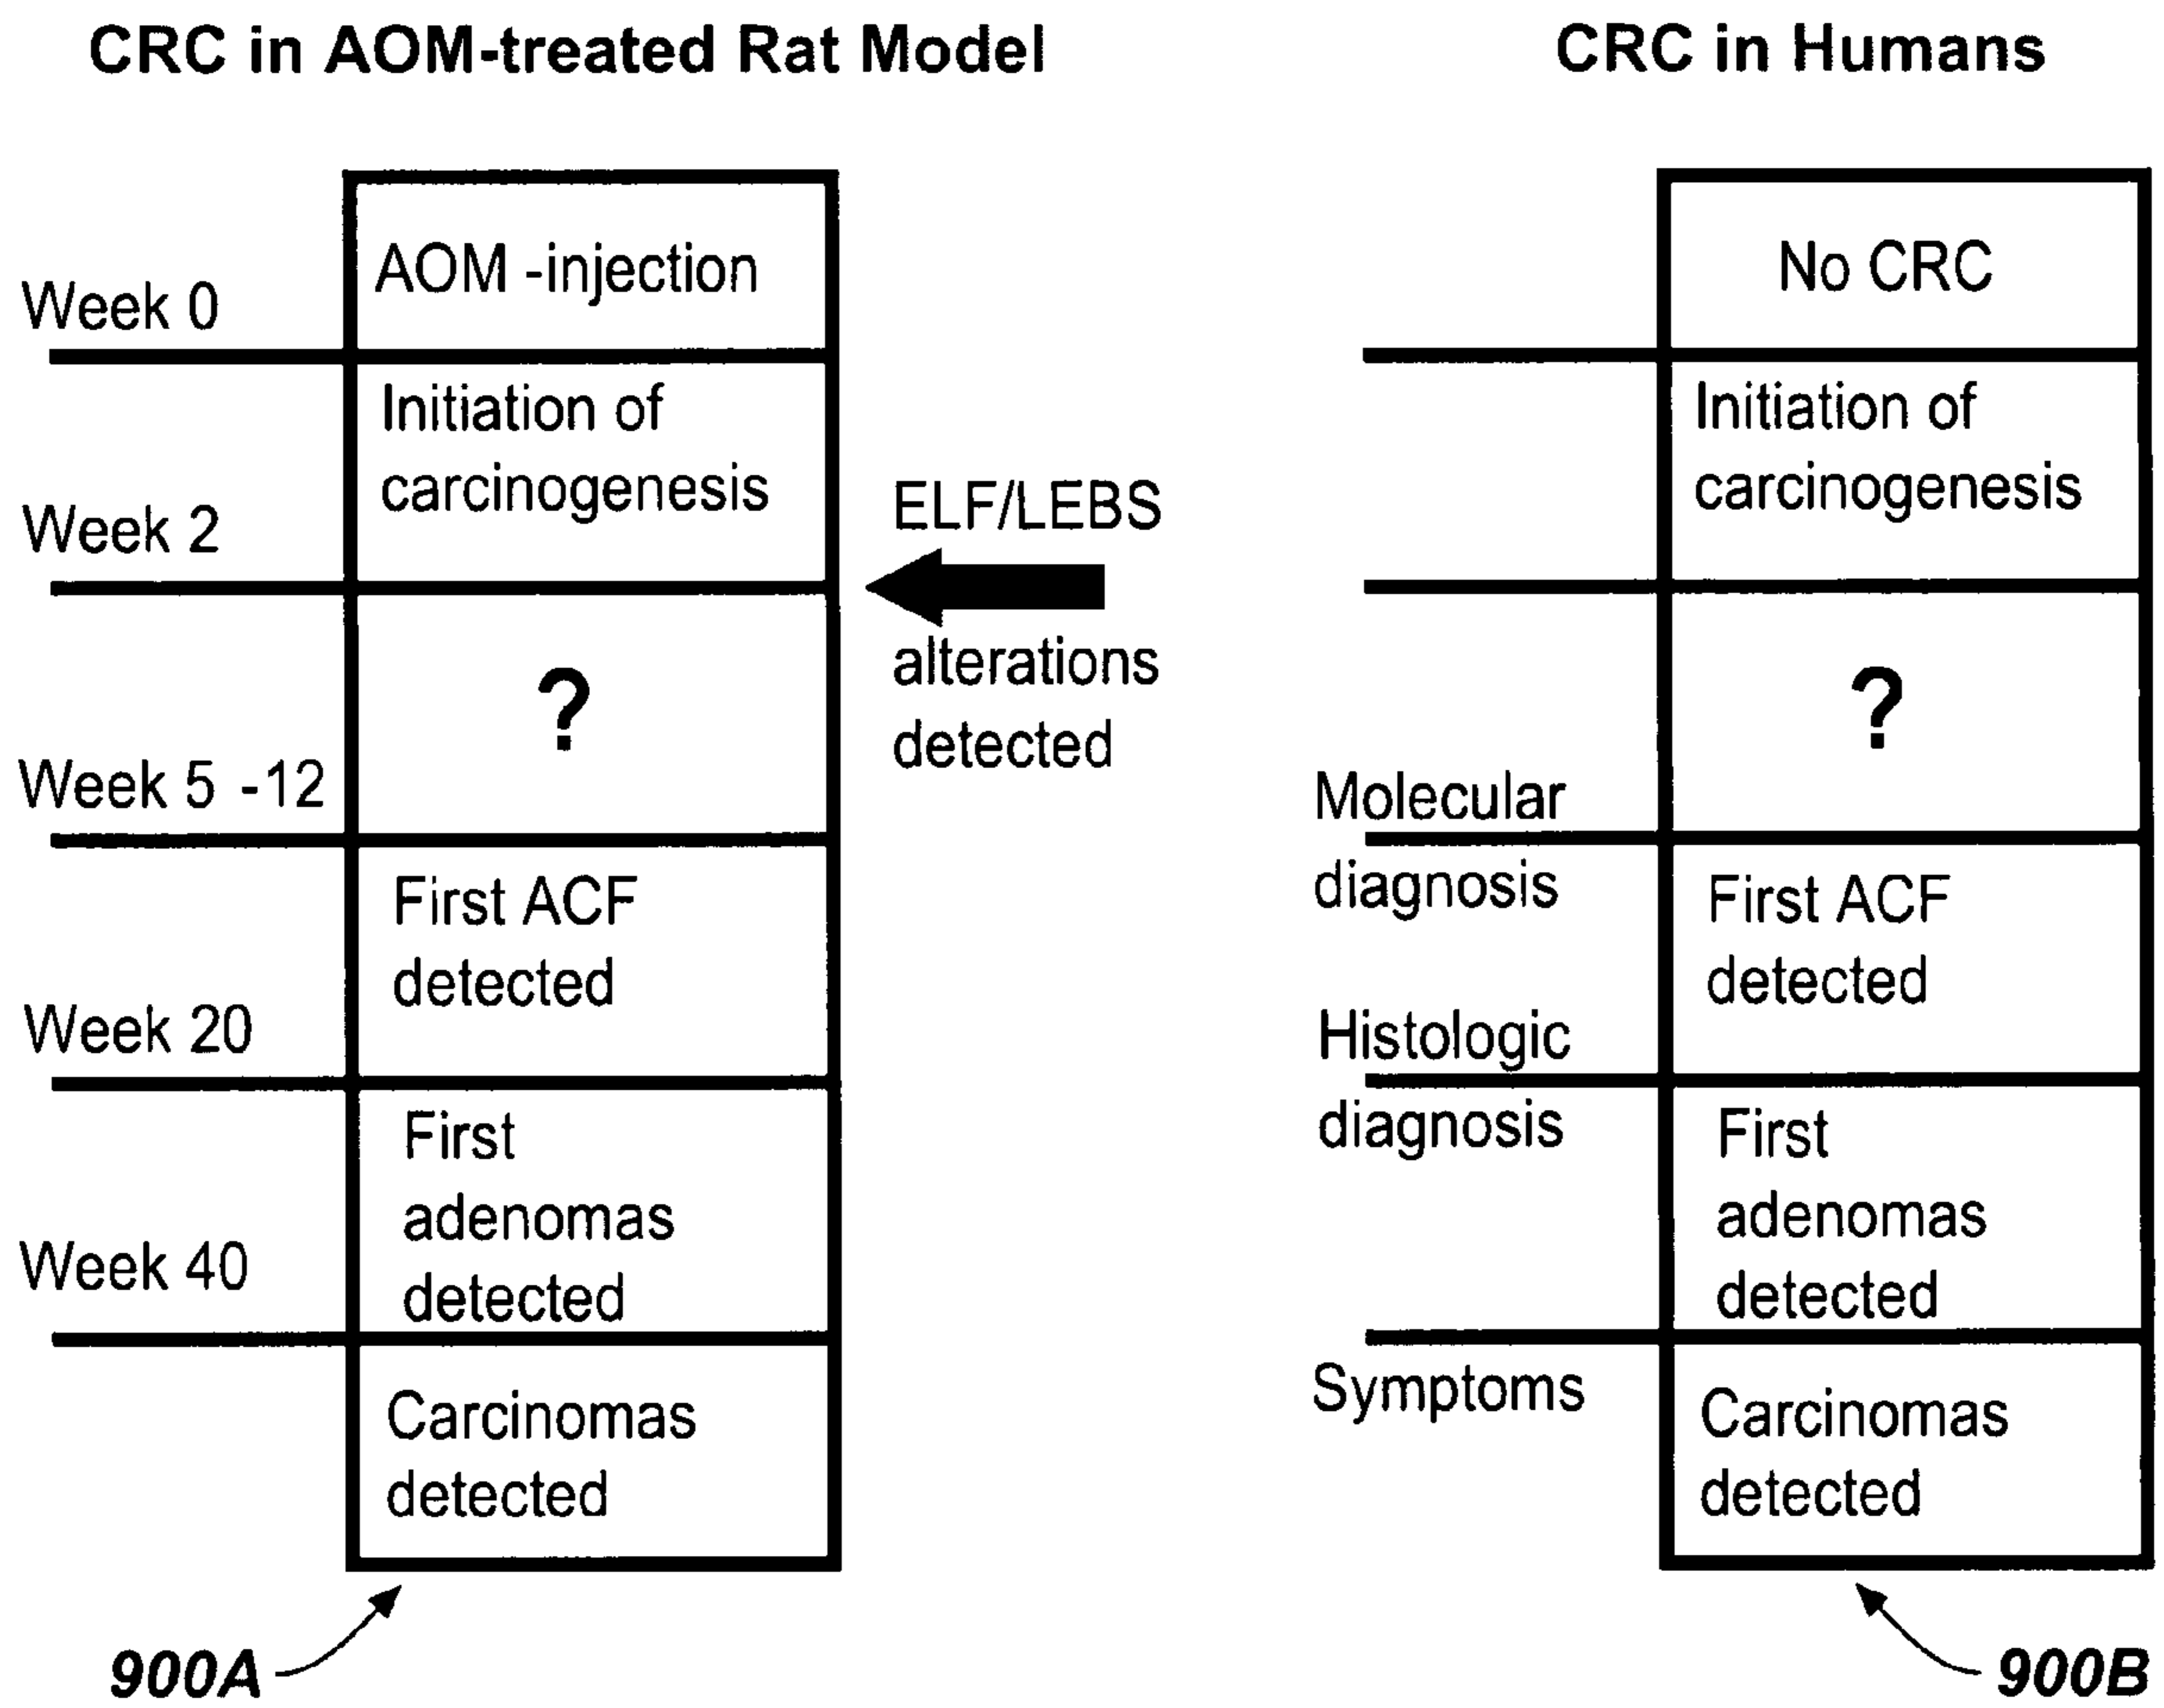 CRC in AOM-treated Rat Model
CRC in Humans
Week 0
AOM -injection
Week 2
Initiation of
carcinogenesis
Week 5 -12
?
Week 20
First ACF
detected
Week 40
First
adenomas
detected
Carcinomas
detected
900A
ELF/LEBS
alterations
detected
No CRC
Initiation of
carcinogenesis
?
Molecular
diagnosis
First ACF
detected
Histologic
diagnosis
First
adenomas
detected
Symptoms
Carcinomas
detected
900B